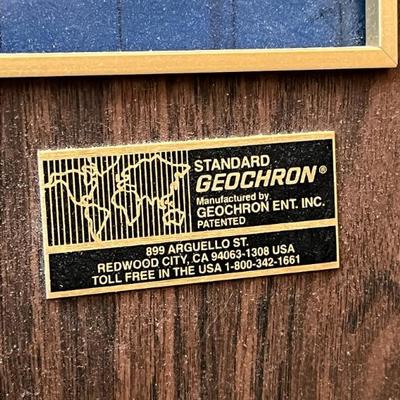 STANDARD
GEOCHRON®
Manufactured by
GEOCHRON ENT. INC.
PATENTED
899 ARGUELLO ST.
REDWOOD CITY, CA 94063-1308 USA
TOLL FREE IN THE USA 1-800-342-1661